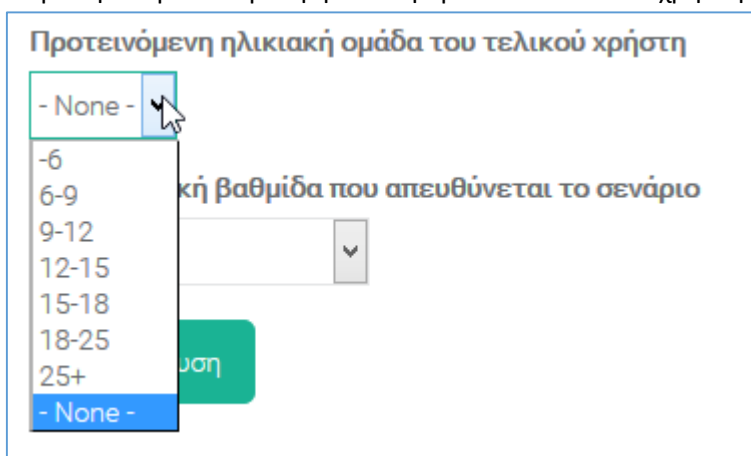 Προτεινόμενη ηλικιακή ομάδα του τελικού χρήστη
- None -
-6
6-9
κή βαθμίδα που απευθύνεται το σενάριο
9-12
12-15
15-18
18-25
υση
25+
- None -